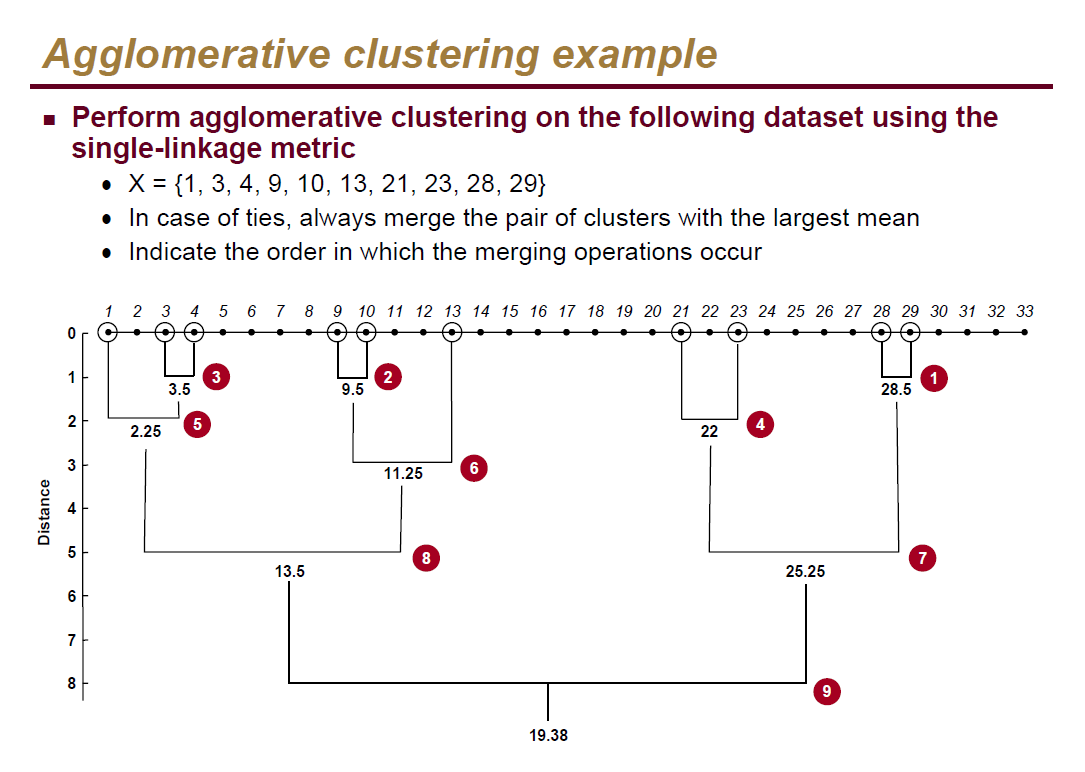 Agglomerative clustering example
Perform agglomerative clustering on the following dataset using the
single-linkage metric
X = {1, 3, 4, 9, 10, 13, 21, 23, 28, 29}
In case of ties, always merge the pair of clusters with the largest mean
Indicate the order in which the merging operations occur
1 2 3 4 5 6 7 8 9 10 11 12 13 14 15 16 17 18 19 20 21 22 23 24 25 26 27 28 29 30 31 32 33
0
1 3 2 1
3.5 9.5 28.5
2 5 4
2.25 22
3 6
11.25
4
Distance
5 8 7
13.5 25.25
6
7
8 9
19.38